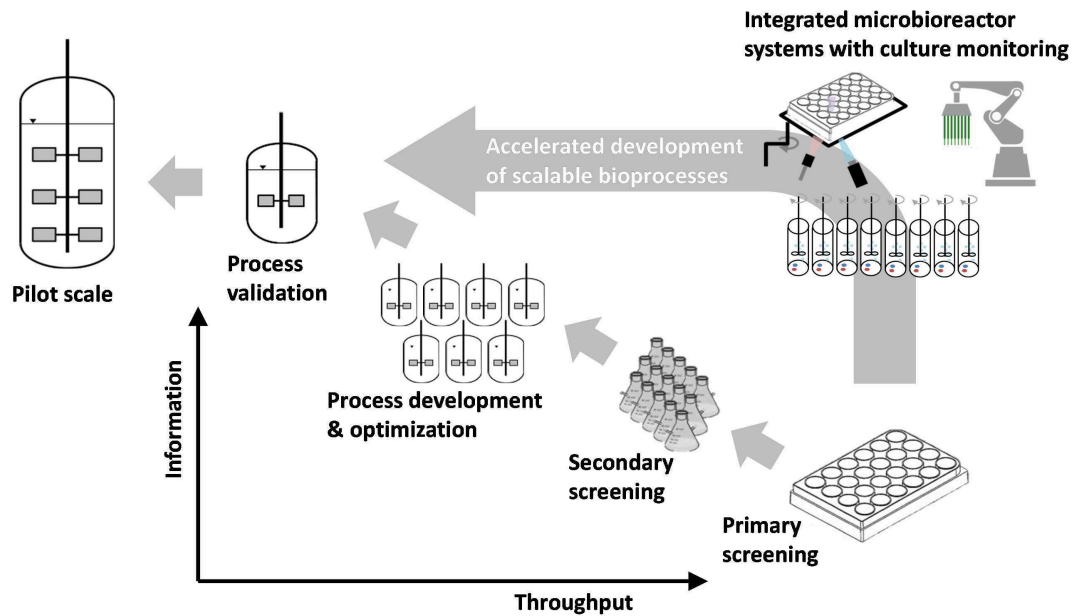 Integrated microbioreactor
systems with culture monitoring
Accelerated development
of scalable bioprocesses
Pilot scale
Process
validation
Process development
& optimization
Secondary
screening
Primary
screening
Information
Throughput